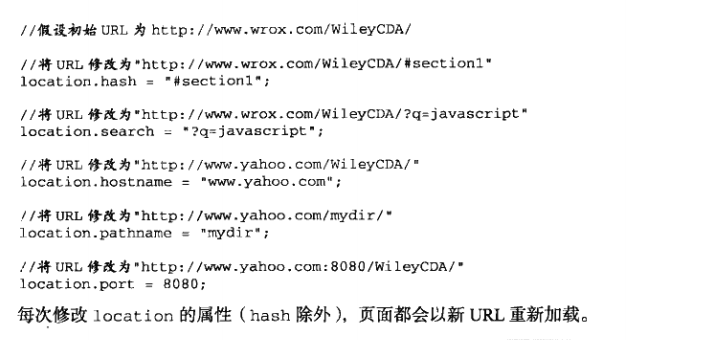 //假设初始 URL 为 http://www.wrox.com/WileyCDA/
//将 URL 修改为"http://www.wrox.com/WileyCDA/#section1"
location.hash = "#section1";
//将 URL 修改为"http://www.wrox.com/WileyCDA/?q=javascript"
location.search = "?q=javascript";
//将 URL 修改为"http://www.yahoo.com/WileyCDA/"
location.hostname = "www.yahoo.com";
//将 URL 修改为"http://www.yahoo.com/mydir/"
location.pathname = "mydir";
//将 URL 修改为"http://www.yahoo.com:8080/WileyCDA/"
location.port = 8080;
每次修改 location 的属性（hash 除外），页面都会以新 URL 重新加载。